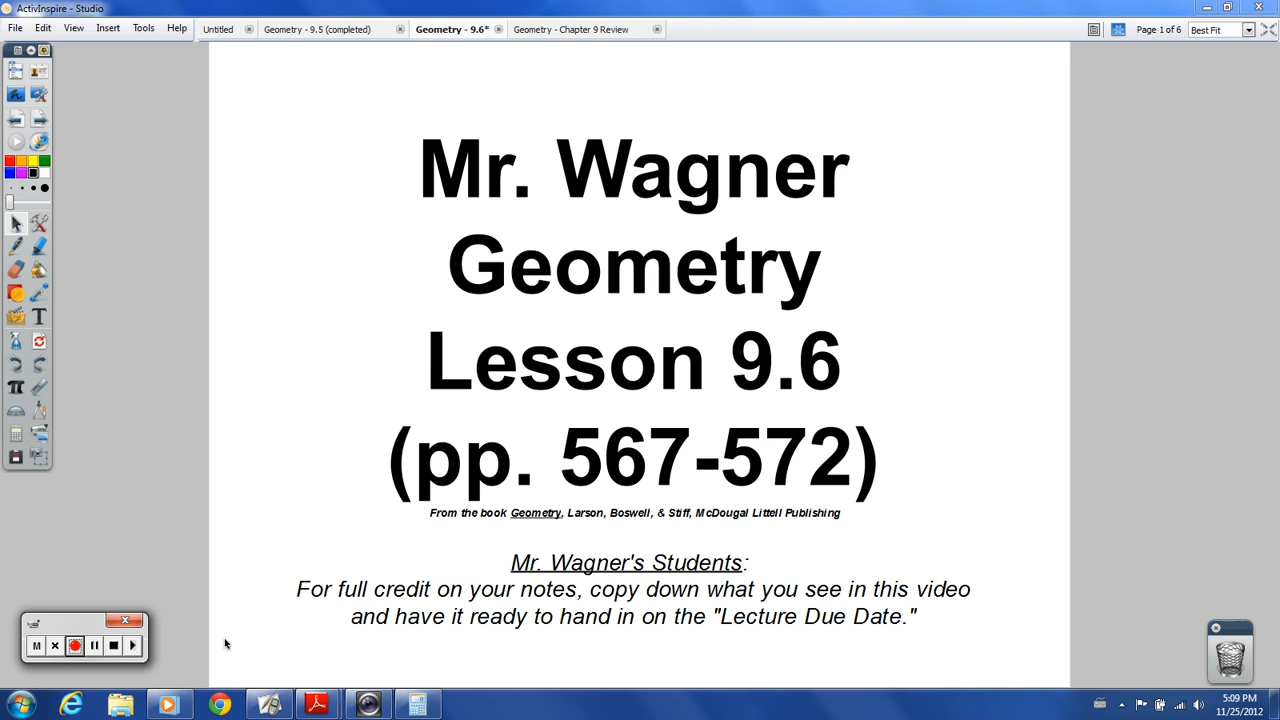 ActivInspire - Studio
File Edit View Insert Tools Help
Untitled
Geometry - 9.5 (completed)
Geometry - 9.6*
Geometry - Chapter 9 Review
Page 1 of 6
Best Fit
Mr. Wagner
Geometry
Lesson 9.6
(pp. 567-572)
From the book Geometry, Larson, Boswell, & Stiff, McDougal Littell Publishing
Mr. Wagner's Students:
For full credit on your notes, copy down what you see in this video
and have it ready to hand in on the "Lecture Due Date."
M
5:09 PM
11/25/2012